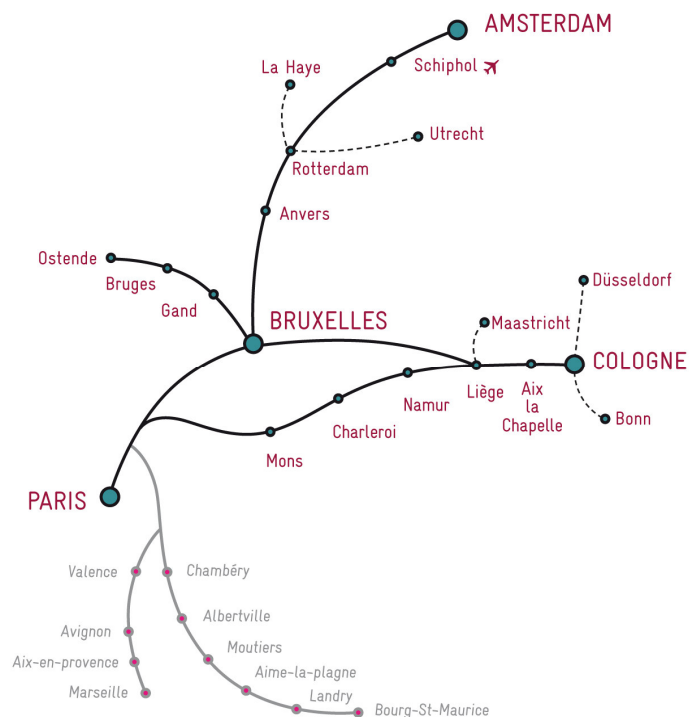 AMSTERDAM
Schiphol
La Haye
Utrecht
Rotterdam
Anvers
Ostende
Bruges
Gand
BRUXELLES
Düsseldorf
Maastricht
COLOGNE
Liège
Aix
la
Chapelle
Namur
Bonn
Charleroi
Mons
PARIS
Valence
Chambéry
Albertville
Avignon
Moutiers
Aix-en-provence
Aime-la-plagne
Marseille
Landry
Bourg-St-Maurice